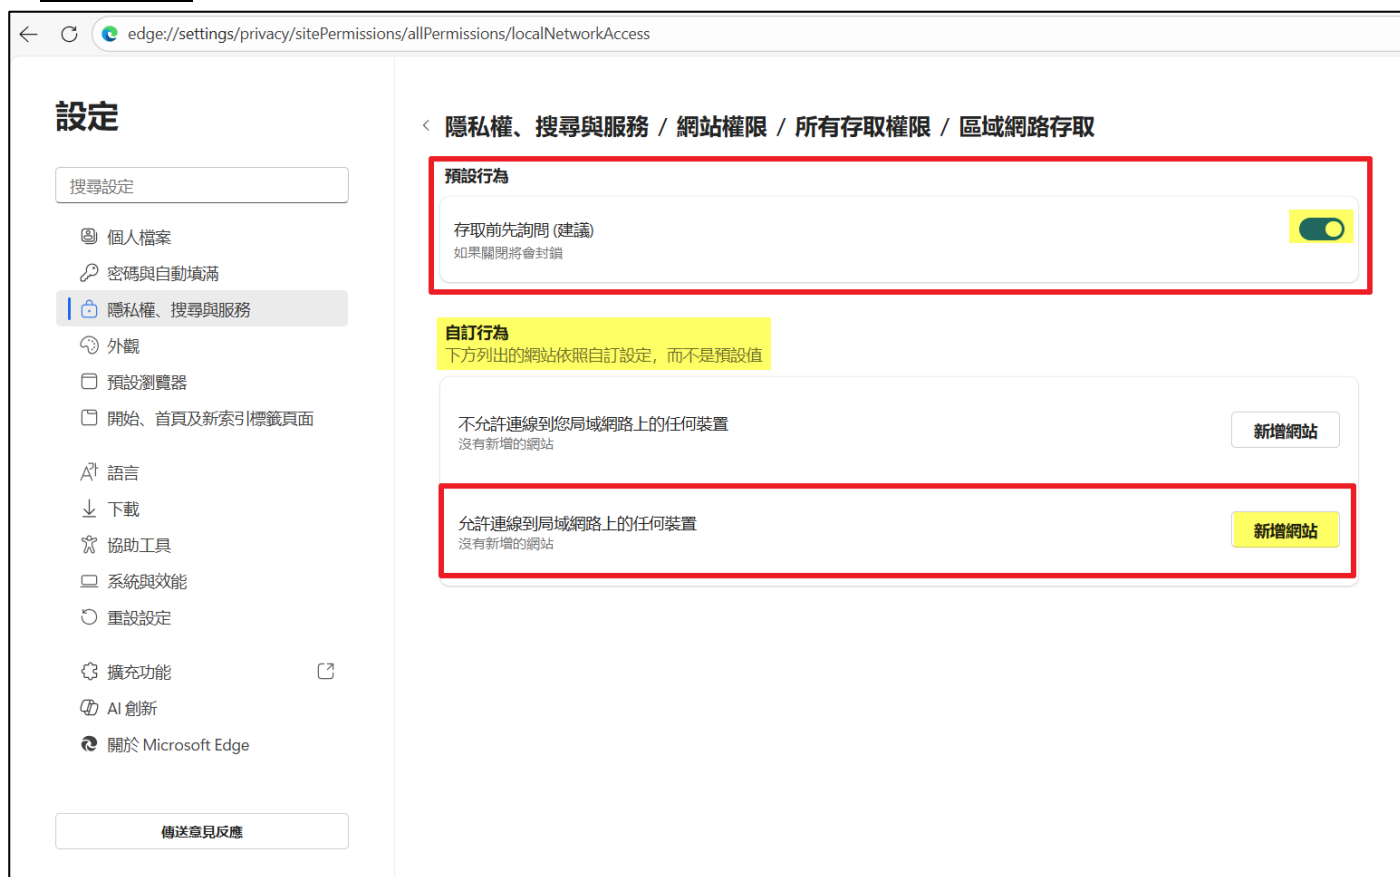 edge://settings/privacy/sitePermissions/allPermissions/localNetworkAccess
設定
搜尋設定
個人檔案
密碼與自動填滿
隱私權、搜尋與服務
外觀
預設瀏覽器
開始、首頁及新索引標籤頁面
語言
下載
協助工具
系統與效能
重設設定
擴充功能
AI 創新
關於 Microsoft Edge
傳送意見反應
隱私權、搜尋與服務 / 網站權限 / 所有存取權限 / 區域網路存取
預設行為
存取前先詢問 (建議)
如果關閉將會封鎖
自訂行為
下方列出的網站依照自訂設定，而不是預設值
不允許連線到您局域網路上的任何裝置
沒有新增的網站
新增網站
允許連線到局域網路上的任何裝置
沒有新增的網站
新增網站